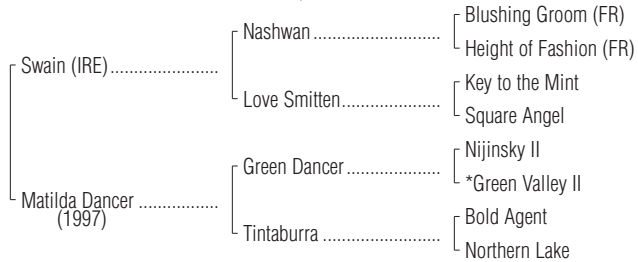 Blushing Groom (FR)
Nashwan
Height of Fashion (FR)
Swain (IRE)
Key to the Mint
Love Smitten
Square Angel
Nijinsky II
Green Dancer
*Green Valley II
Matilda Dancer
(1997)
Bold Agent
Tintaburra
Northern Lake